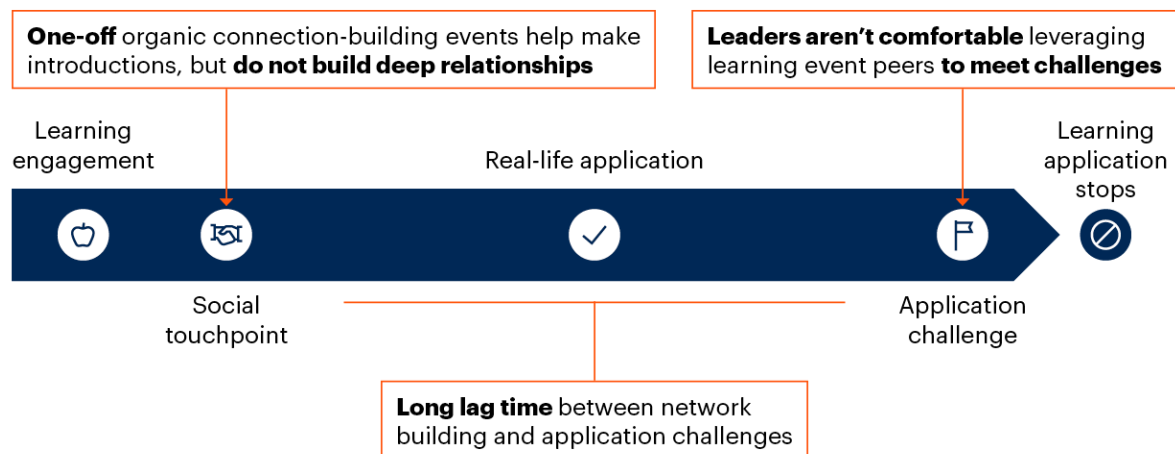 One-off organic connection-building events help make
introductions, but do not build deep relationships
Leaders aren’t comfortable leveraging
learning event peers to meet challenges
Learning
engagement
Real-life application
Learning
application
stops
Social
touchpoint
Application
challenge
Long lag time between network
building and application challenges